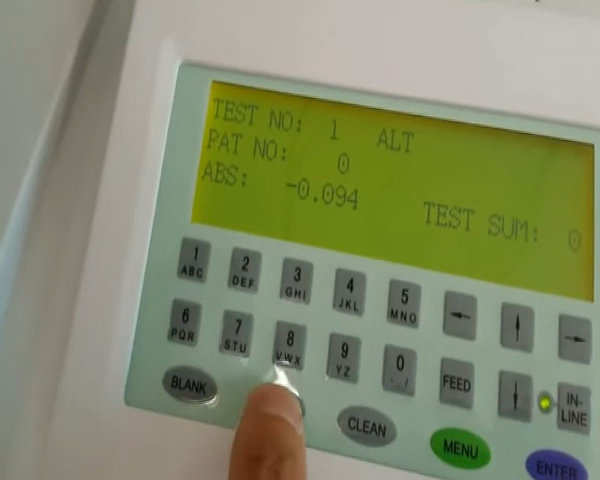 TEST NO: 1 ALT
PAT NO: 0
ABS: -0.094
TEST SUM: 0
1 ABC
2 DEF
3 GHI
4 JKL
5 MNO
← ↑ →
6 PQR
7 STU
8 VWX
9 YZ
0 . /
FEED
↓
IN-LINE
BLANK
CLEAN
MENU
ENTER